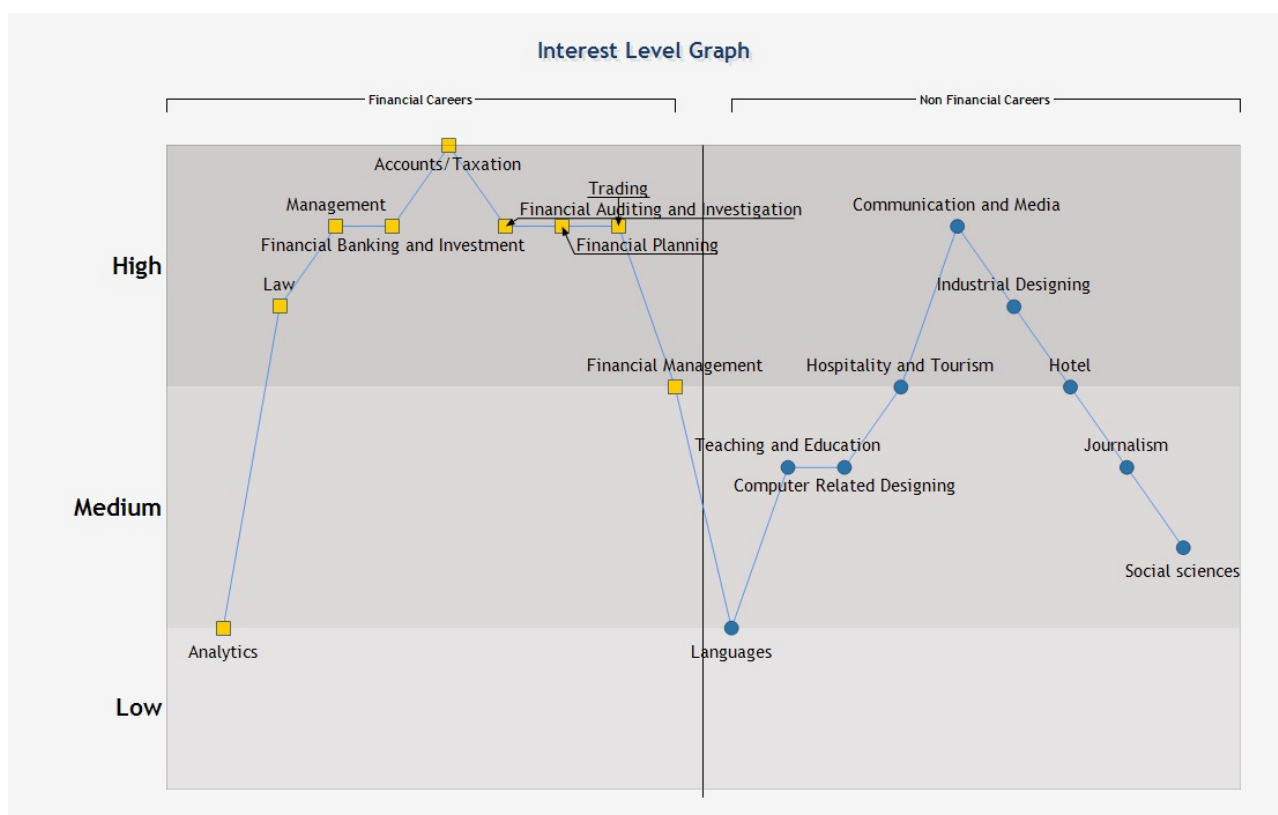 Interest Level Graph
Financial Careers
Non Financial Careers
Accounts/Taxation
Trading
Management
Financial Auditing and Investigation
Communication and Media
Financial Banking and Investment
Financial Planning
High
Law
Industrial Designing
Financial Management
Hospitality and Tourism
Hotel
Teaching and Education
Journalism
Computer Related Designing
Medium
Social sciences
Analytics
Languages
Low